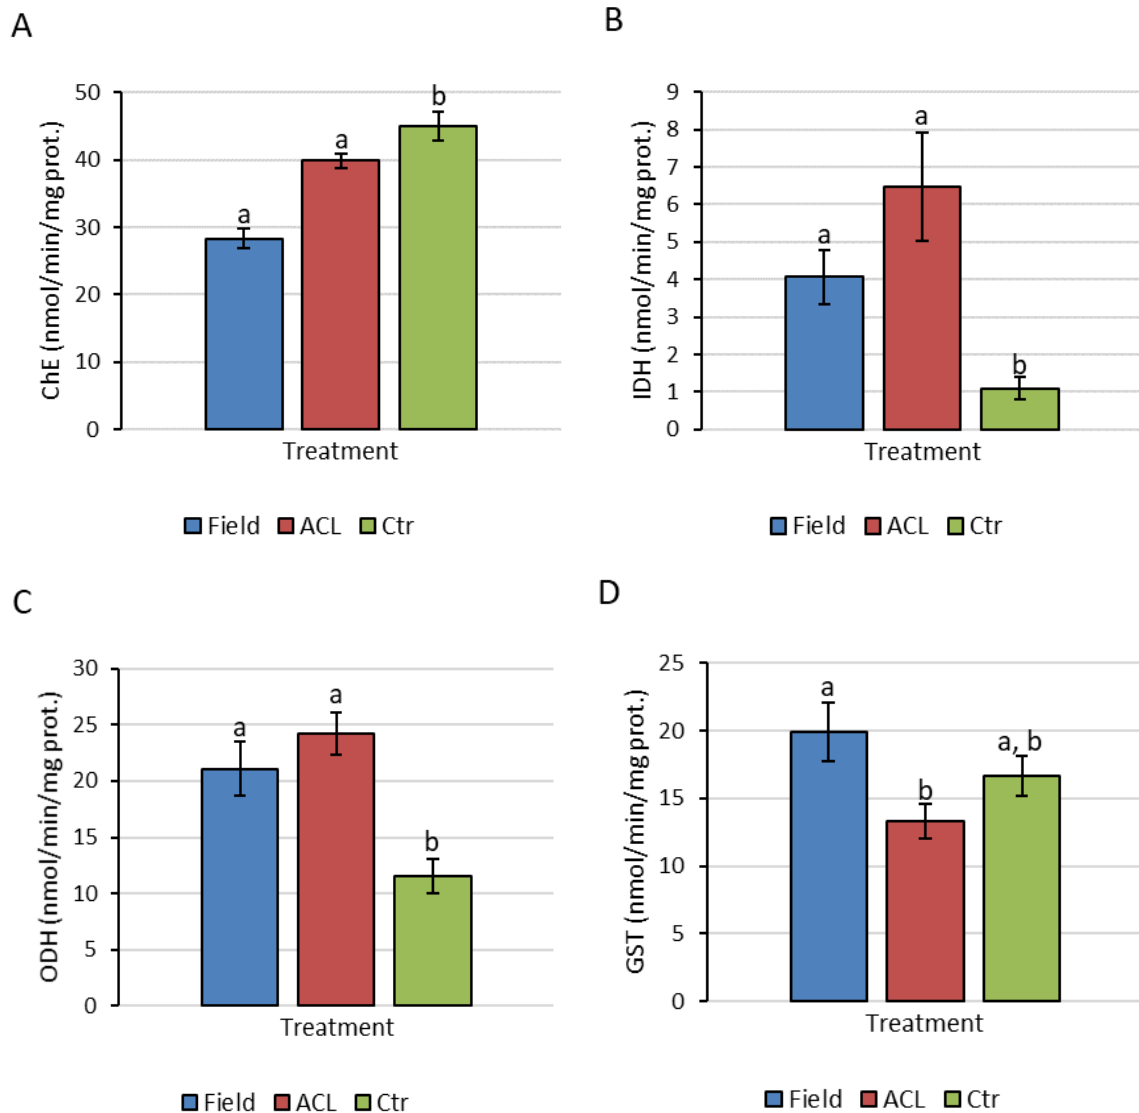 A
ChE (nmol/min/mg prot.)
50
40
30
20
10
0
a
a
b
Treatment
Field ACL Ctr
B
IDH (nmol/min/mg prot.)
9
8
7
6
5
4
3
2
1
0
a
a
b
Treatment
Field ACL Ctr
C
ODH (nmol/min/mg prot.)
30
25
20
15
10
5
0
a
a
b
Treatment
Field ACL Ctr
D
GST (nmol/min/mg prot.)
25
20
15
10
5
0
a
b
a, b
Treatment
Field ACL Ctr